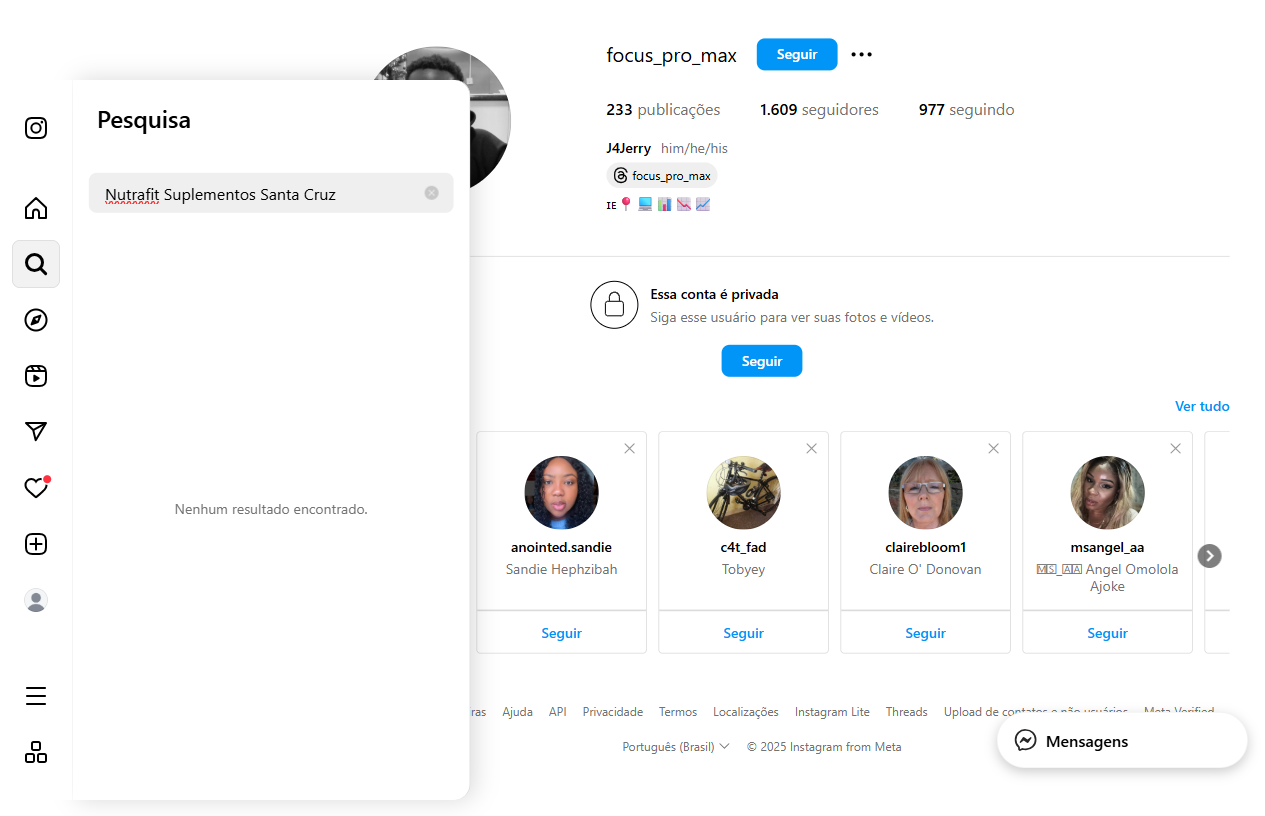 Pesquisa
Nutrafit Suplementos Santa Cruz
Nenhum resultado encontrado.
focus_pro_max
Seguir
233 publicações 1.609 seguidores 977 seguindo
J4Jerry him/he/his
focus_pro_max
IE
Essa conta é privada
Siga esse usuário para ver suas fotos e vídeos.
Seguir
Ver tudo
anointed.sandie
Sandie Hephzibah
Seguir
c4t_fad
Tobyey
Seguir
clairebloom1
Claire O' Donovan
Seguir
msangel_aa
Angel Omolola
Ajoke
Seguir
Ajuda API Privacidade Termos Localizações Instagram Lite Threads Upload de contatos e não usuários Meta Verified
Português (Brasil) © 2025 Instagram from Meta
Mensagens